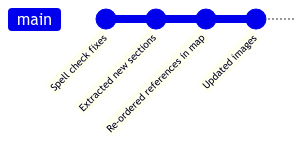 main
Spell check fixes
Extracted new sections
Re-ordered references in map
Updated images